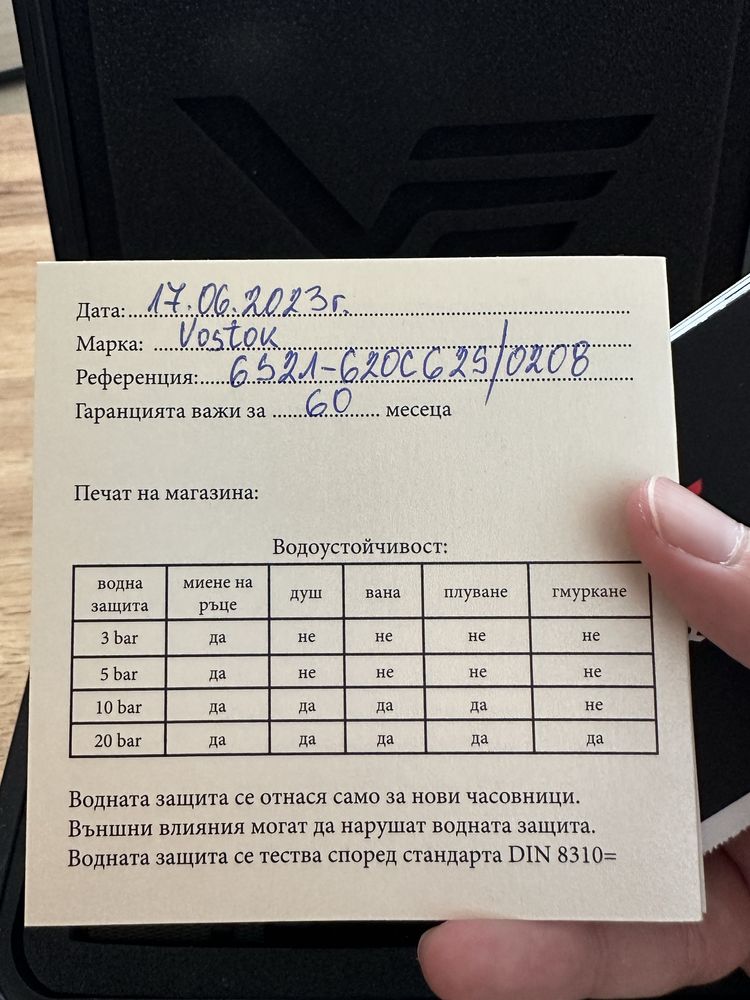 Дата: 17.06.2023г.
Марка: Vostok
Референция: 6S21-620C629/0208
Гаранцията важи за 60 месеца
Печат на магазина:
Водоустойчивост:
водна защита миене на ръце душ вана плуване гмуркане
3 bar да не не не не
5 bar да не не не не
10 bar да да да да не
20 bar да да да да да
Водната защита се отнася само за нови часовници.
Външни влияния могат да нарушат водната защита.
Водната защита се тества според стандарта DIN 8310=